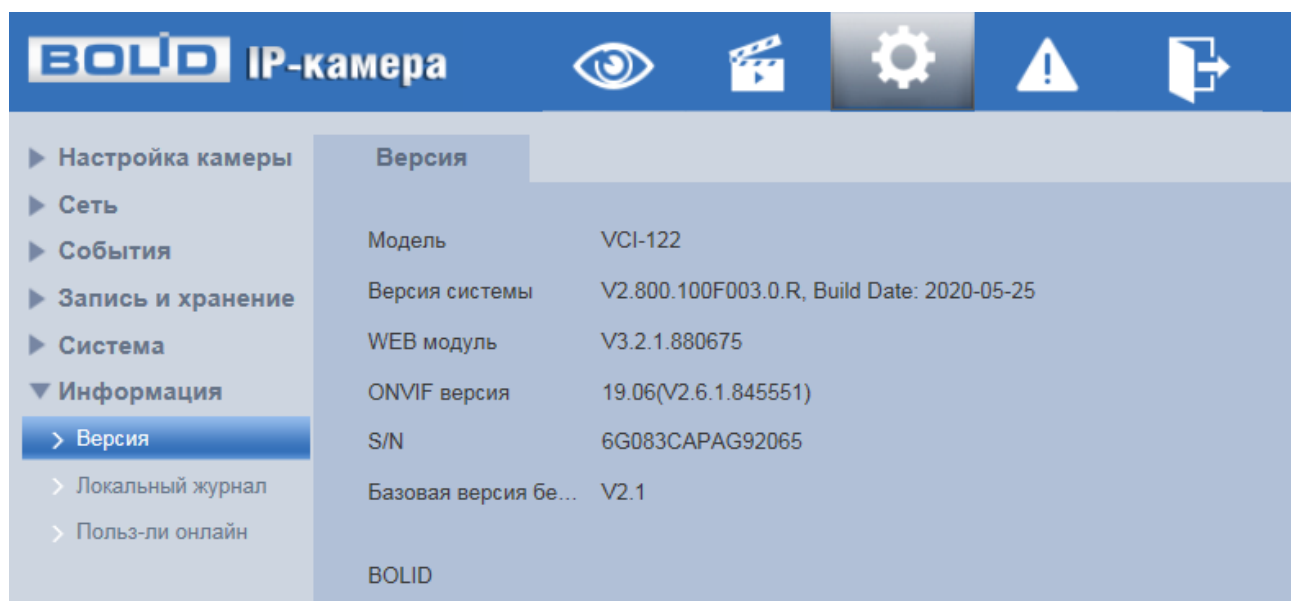 BOLID IP-камера
Настройка камеры
Сеть
События
Запись и хранение
Система
Информация
Версия
Локальный журнал
Польз-ли онлайн
Версия
Модель VCI-122
Версия системы V2.800.100F003.0.R, Build Date: 2020-05-25
WEB модуль V3.2.1.880675
ONVIF версия 19.06(V2.6.1.845551)
S/N 6G083CAPAG92065
Базовая версия бе... V2.1
BOLID